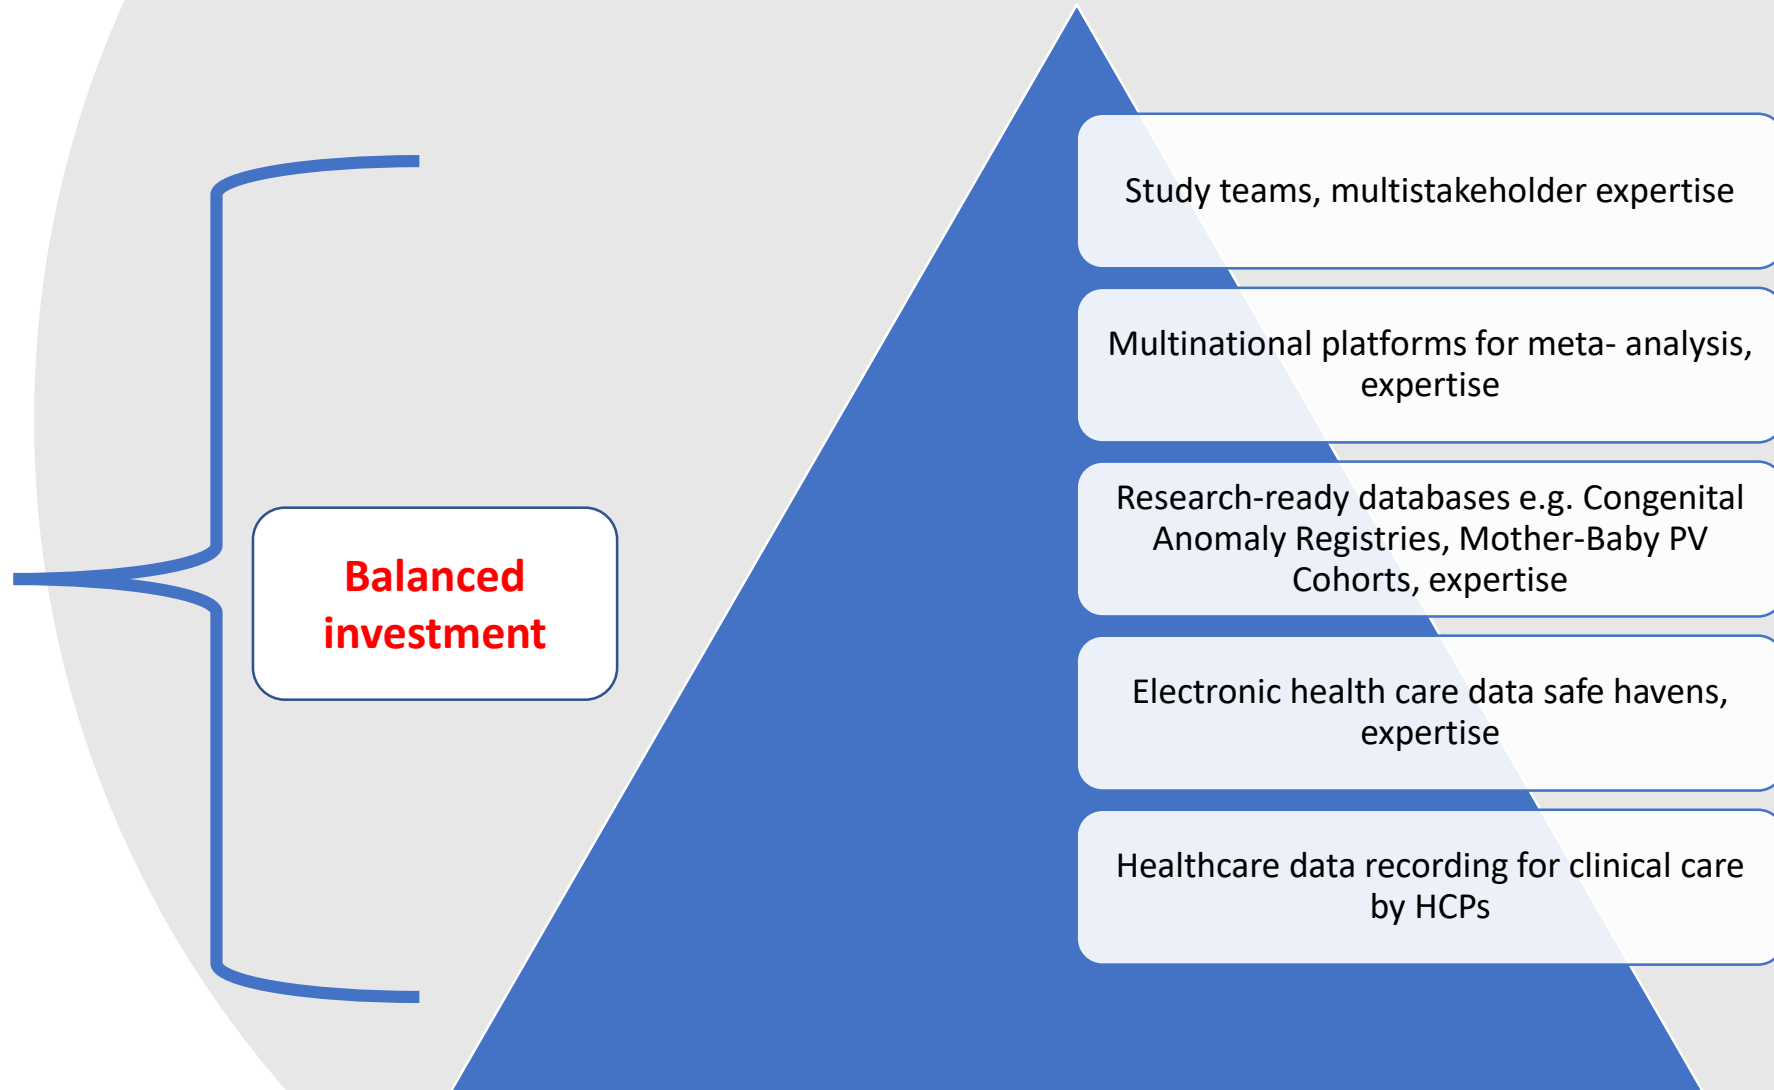 Study teams, multistakeholder expertise
Multinational platforms for meta- analysis,
expertise
Research-ready databases e.g. Congenital
Anomaly Registries, Mother-Baby PV
Cohorts, expertise
Balanced
investment
Electronic health care data safe havens,
expertise
Healthcare data recording for clinical care
by HCPs